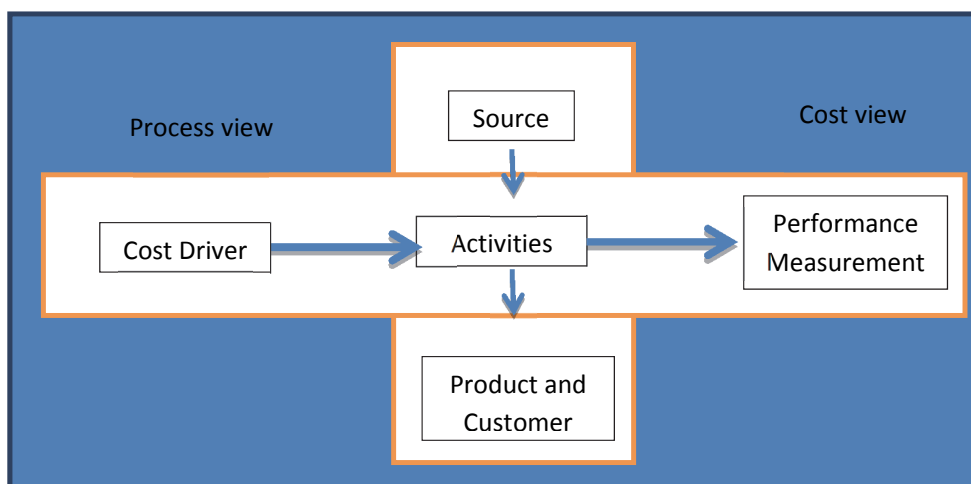 Process view
Source
Cost view
Cost Driver
Activities
Performance
Measurement
Product and
Customer